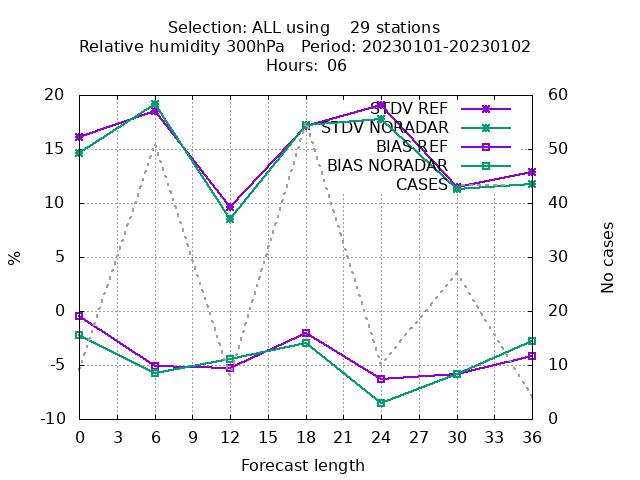 Selection: ALL using    29 stations
Relative humidity 300hPa   Period: 20230101-20230102
Hours: 06
STDV REF
STDV NORADAR
BIAS REF
BIAS NORADAR
CASES
20
15
10
5
0
-5
-10
%
60
50
40
30
20
10
0
No cases
0 3 6 9 12 15 18 21 24 27 30 33 36
Forecast length